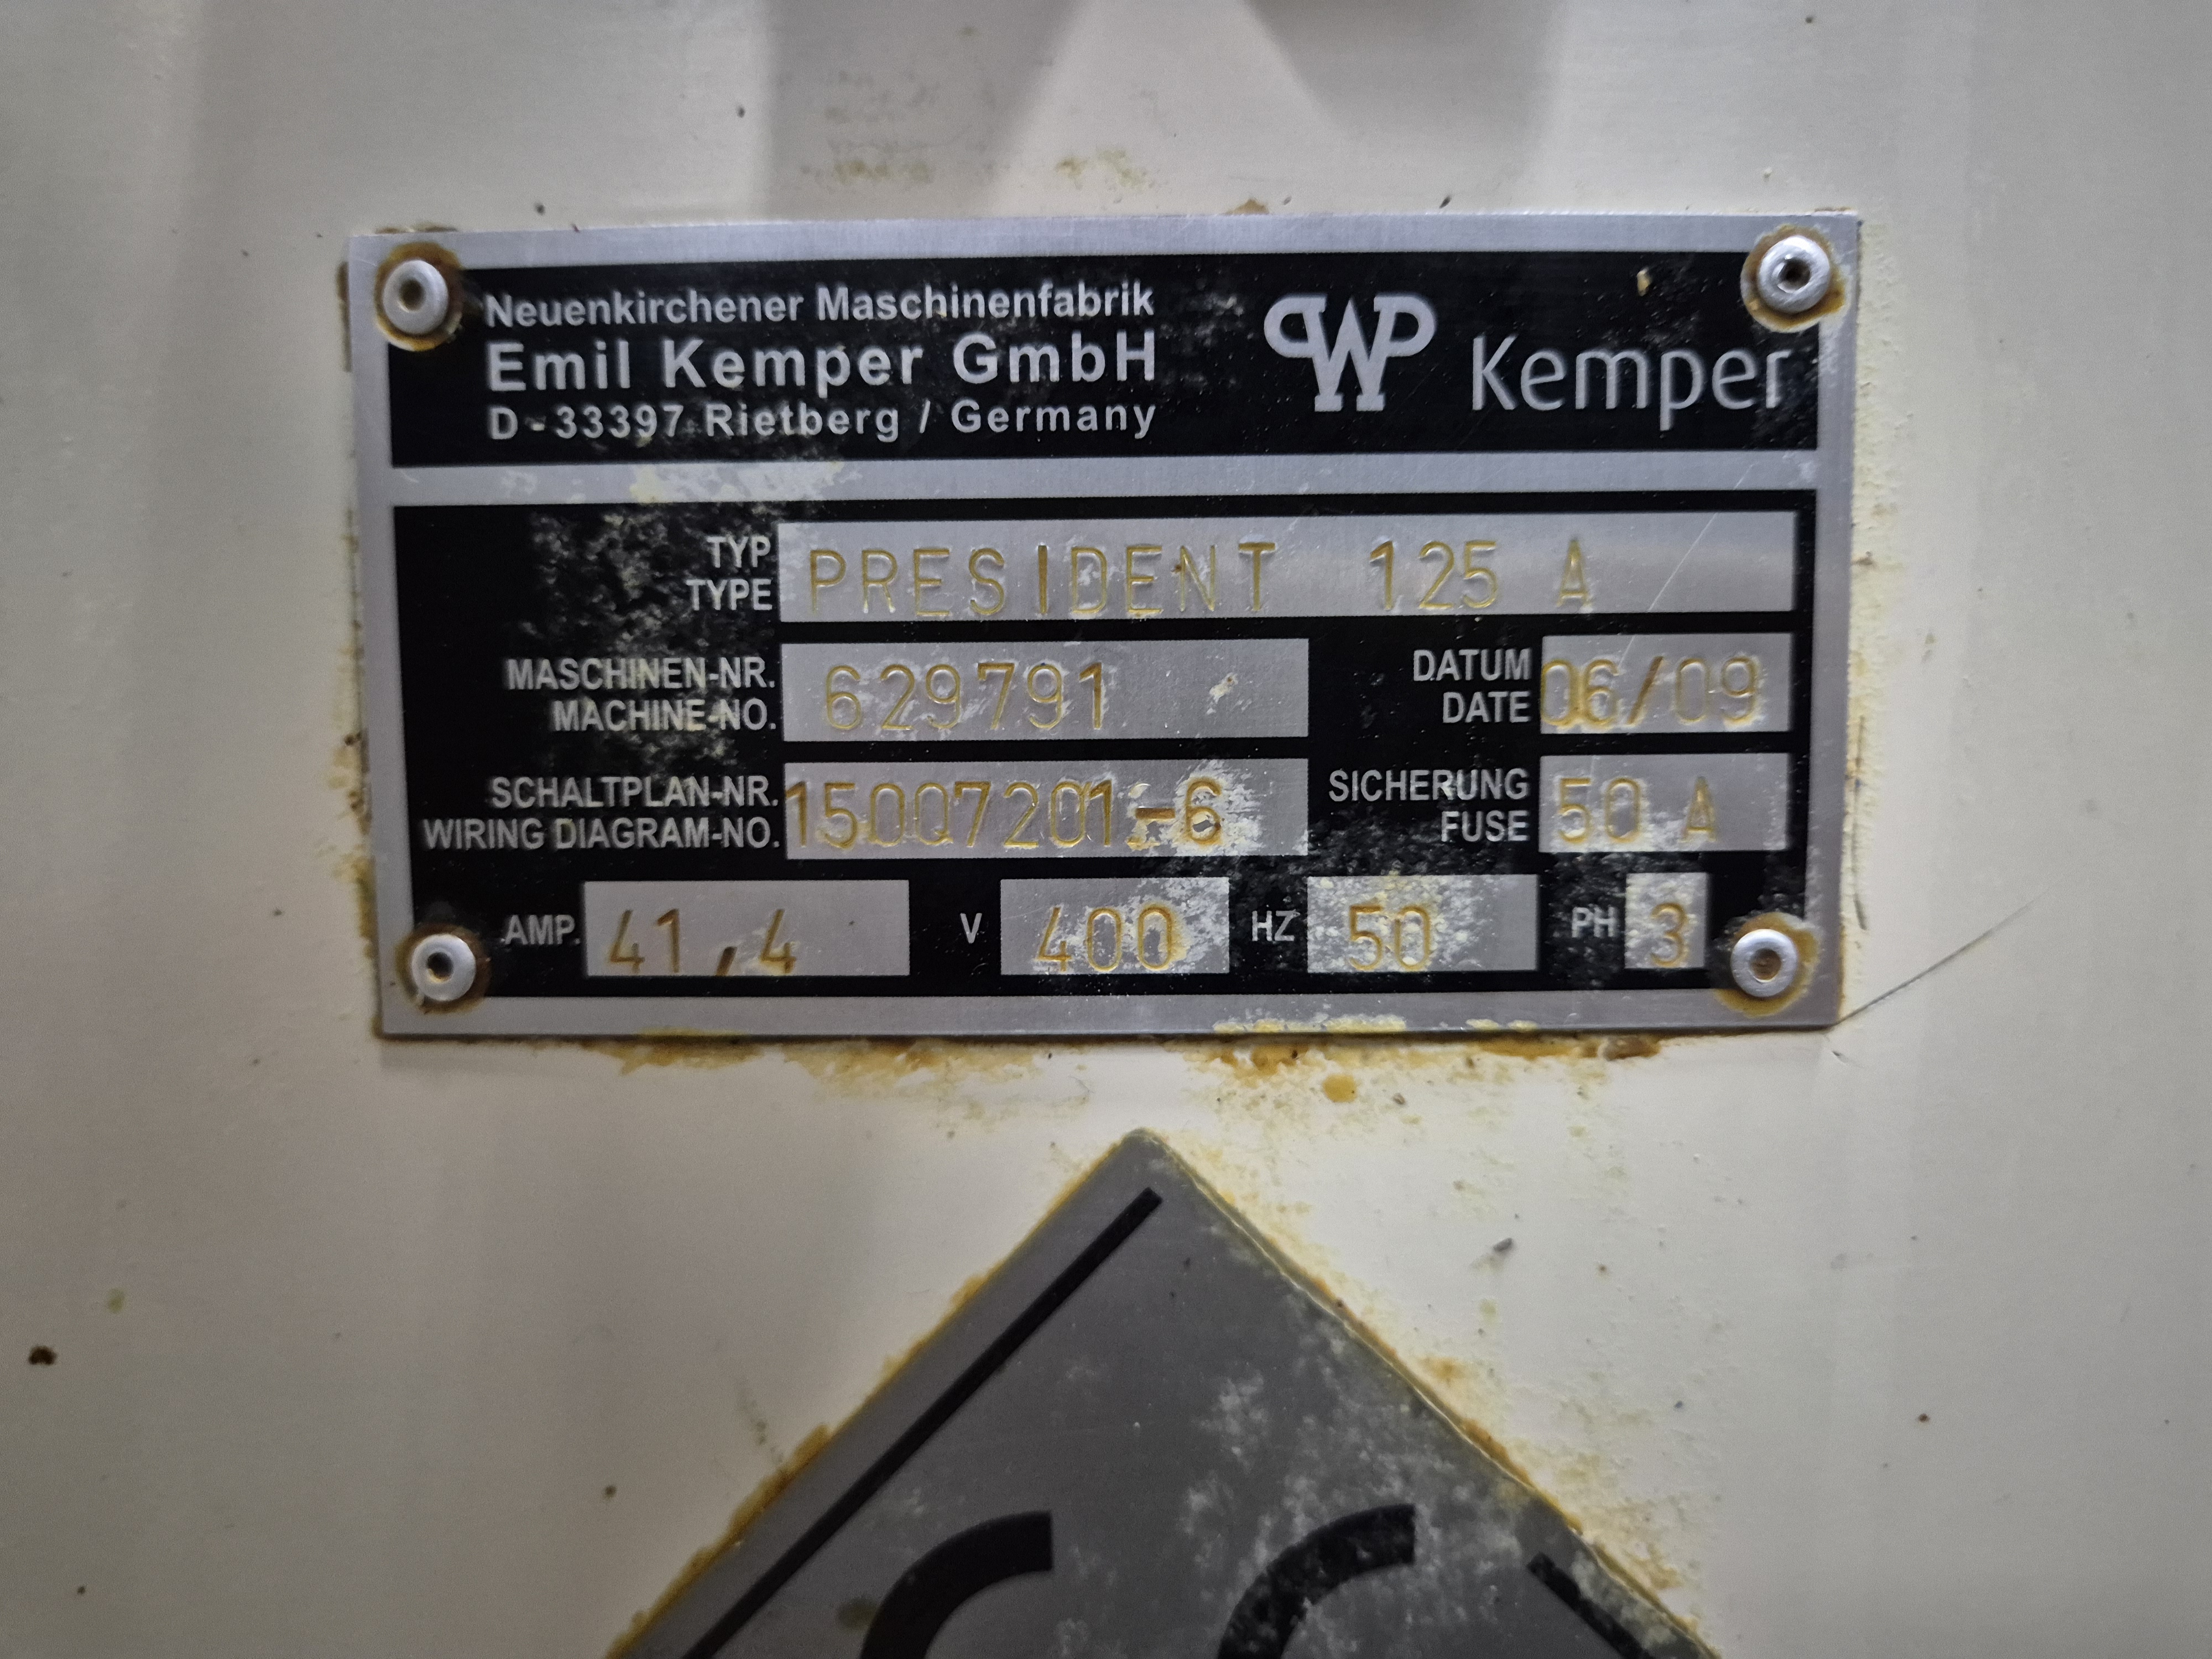 Neuenkirchener Maschinenfabrik
Emil Kemper GmbH
D-33397 Rietberg / Germany
WP Kemper
TYP
TYPE
PRESIDENT 125 A
MASCHINEN-NR.
MACHINE-NO.
629791
DATUM
DATE
06/09
SCHALTPLAN-NR.
WIRING DIAGRAM-NO.
15007201-6
SICHERUNG
FUSE
50 A
AMP. 41,4 V 400 HZ 50 PH 3